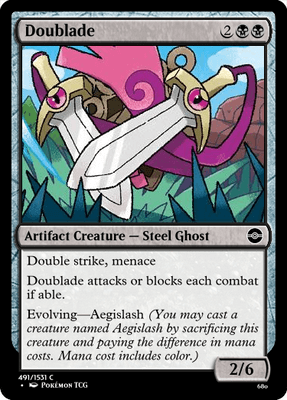 Doublade 2
Artifact Creature — Steel Ghost
Double strike, menace
Doublade attacks or blocks each combat
if able.
Evolving—Aegislash (You may cast a
creature named Aegislash by sacrificing this
creature and paying the difference in mana
costs. Mana cost includes color.)
2/6
491/1531 C
• Pokémon TCG
680